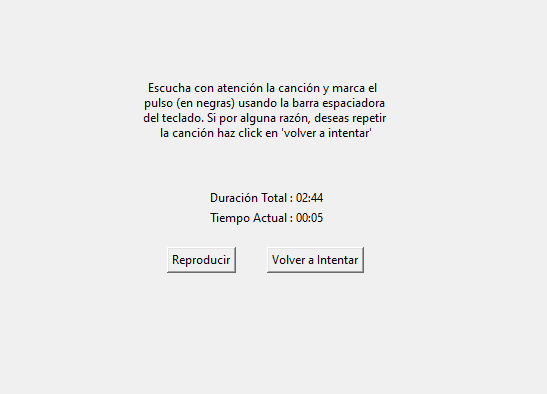 Escucha con atención la canción y marca el
pulso (en negras) usando la barra espaciadora
del teclado. Si por alguna razón, deseas repetir
la canción haz click en 'volver a intentar'
Duración Total : 02:44
Tiempo Actual : 00:05
Reproducir
Volver a Intentar